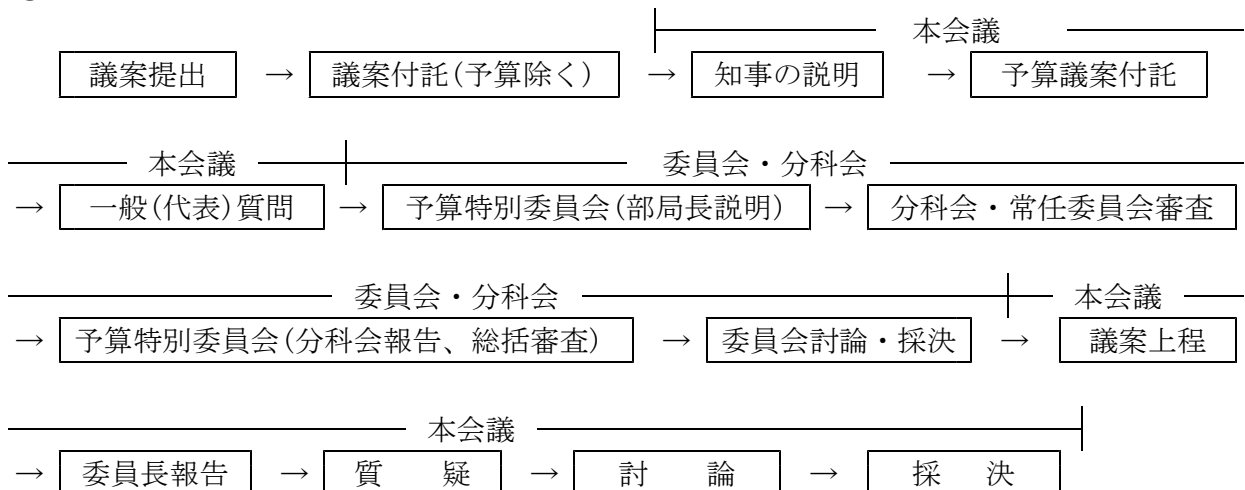 本会議
議案提出 → 議案付託(予算除く) → 知事の説明 → 予算議案付託
本会議 委員会・分科会
→ 一般(代表)質問 → 予算特別委員会(部局長説明) → 分科会・常任委員会審査
委員会・分科会 本会議
→ 予算特別委員会(分科会報告、総括審査) → 委員会討論・採決 → 議案上程
本会議
→ 委員長報告 → 質 疑 → 討 論 → 採 決